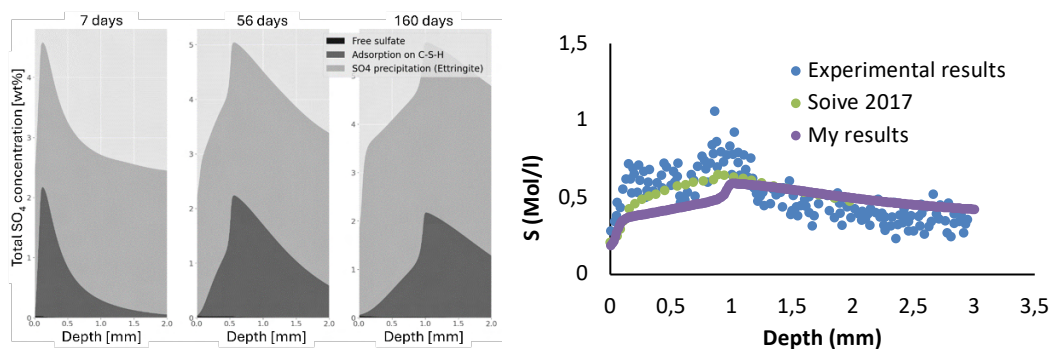 7 days
56 days
160 days
Free sulfate
Adsorption on C-S-H
SO4 precipitation (Ettringite)
Total SO₄ concentration [wt%]
4
3
2
1
0
5
4
3
2
1
0
4
3
2
1
0
0.0 0.5 1.0 1.5 2.0
0.0 0.5 1.0 1.5 2.0
0.0 0.5 1.0 1.5 2.0
Depth [mm]
Depth [mm]
Depth [mm]
1,5
1
0,5
0
S (Mol/l)
Experimental results
Soive 2017
My results
0 0,5 1 1,5 2 2,5 3 3,5
Depth (mm)